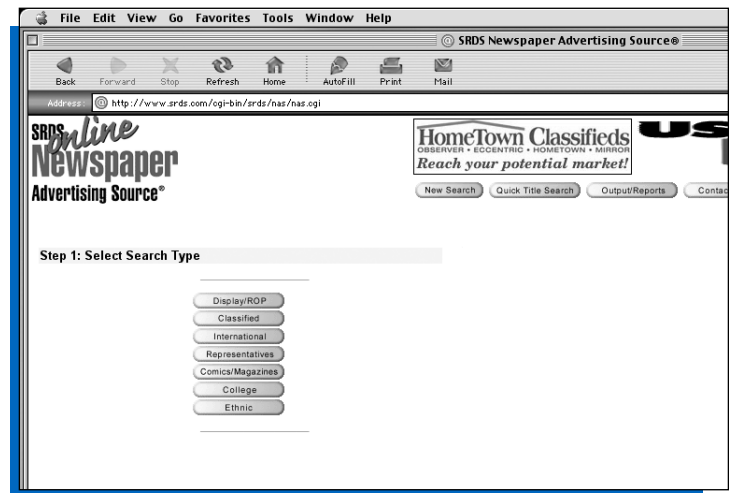 File Edit View Go Favorites Tools Window Help
SRDS Newspaper Advertising Source®
Back Forward Stop Refresh Home AutoFill Print Mail
Address: http://www.srds.com/cgi-bin/srds/nas/nas.cgi
SRDS online
Newspaper
Advertising Source®
HomeTown Classifieds
OBSERVER • ECCENTRIC • HOMETOWN • MIRROR
Reach your potential market!
US
New Search Quick Title Search Output/Reports Contac
Step 1: Select Search Type
Display/ROP
Classified
International
Representatives
Comics/Magazines
College
Ethnic